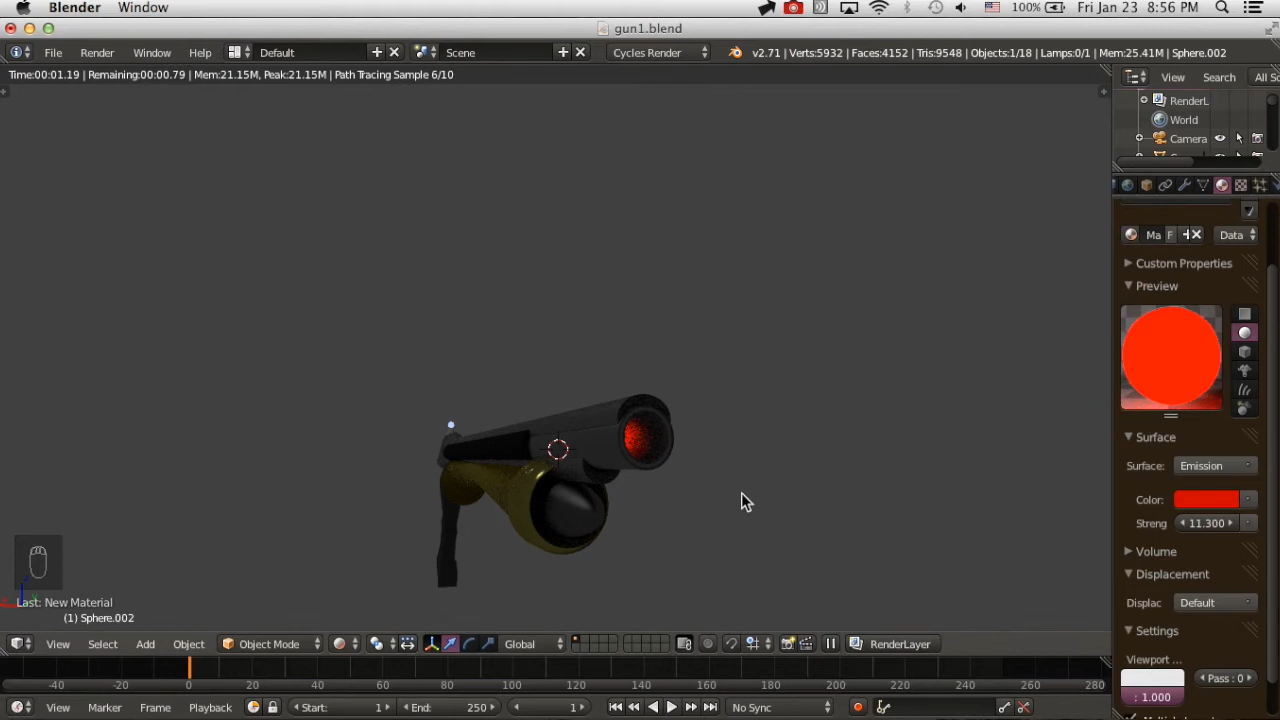 Blender Window 100% Fri Jan 23 8:56 PM
gun1.blend
File Render Window Help Default Scene Cycles Render v2.71 | Verts:5932 | Faces:4152 | Tris:9548 | Objects:1/18 | Lamps:0/1 | Mem:25.41M | Sphere.002
Time:00:01.19 | Remaining:00:00.79 | Mem:21.15M, Peak:21.15M | Path Tracing Sample 6/10
View Search All Sc
RenderL
World
Camera
Ma F Data
Custom Properties
Preview
Surface
Surface: Emission
Color:
Streng 11.300
Volume
Displacement
Displac Default
Settings
Viewport ...
Pass : 0
: 1.000
Last: New Material
(1) Sphere.002
View Select Add Object Object Mode Global RenderLayer
-40 -20 0 20 40 60 80 100 120 140 160 180 200 220 240 260 280
View Marker Frame Playback Start: 1 End: 250 1 No Sync